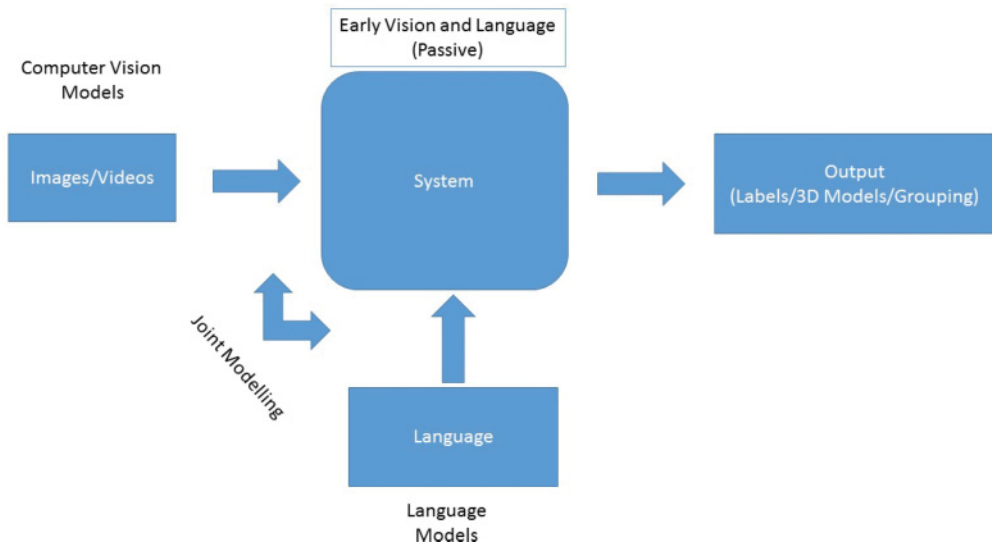 Early Vision and Language
(Passive)
Computer Vision
Models
Images/Videos
System
Output
(Labels/3D Models/Grouping)
Joint Modelling
Language
Language
Models